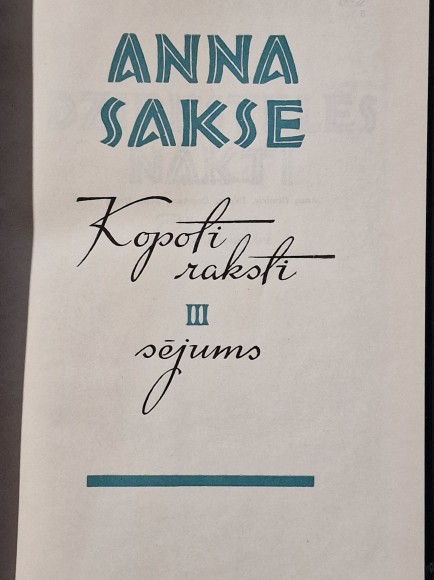 ANNA
SAKSE
Kopoti
raksti
III
sējums